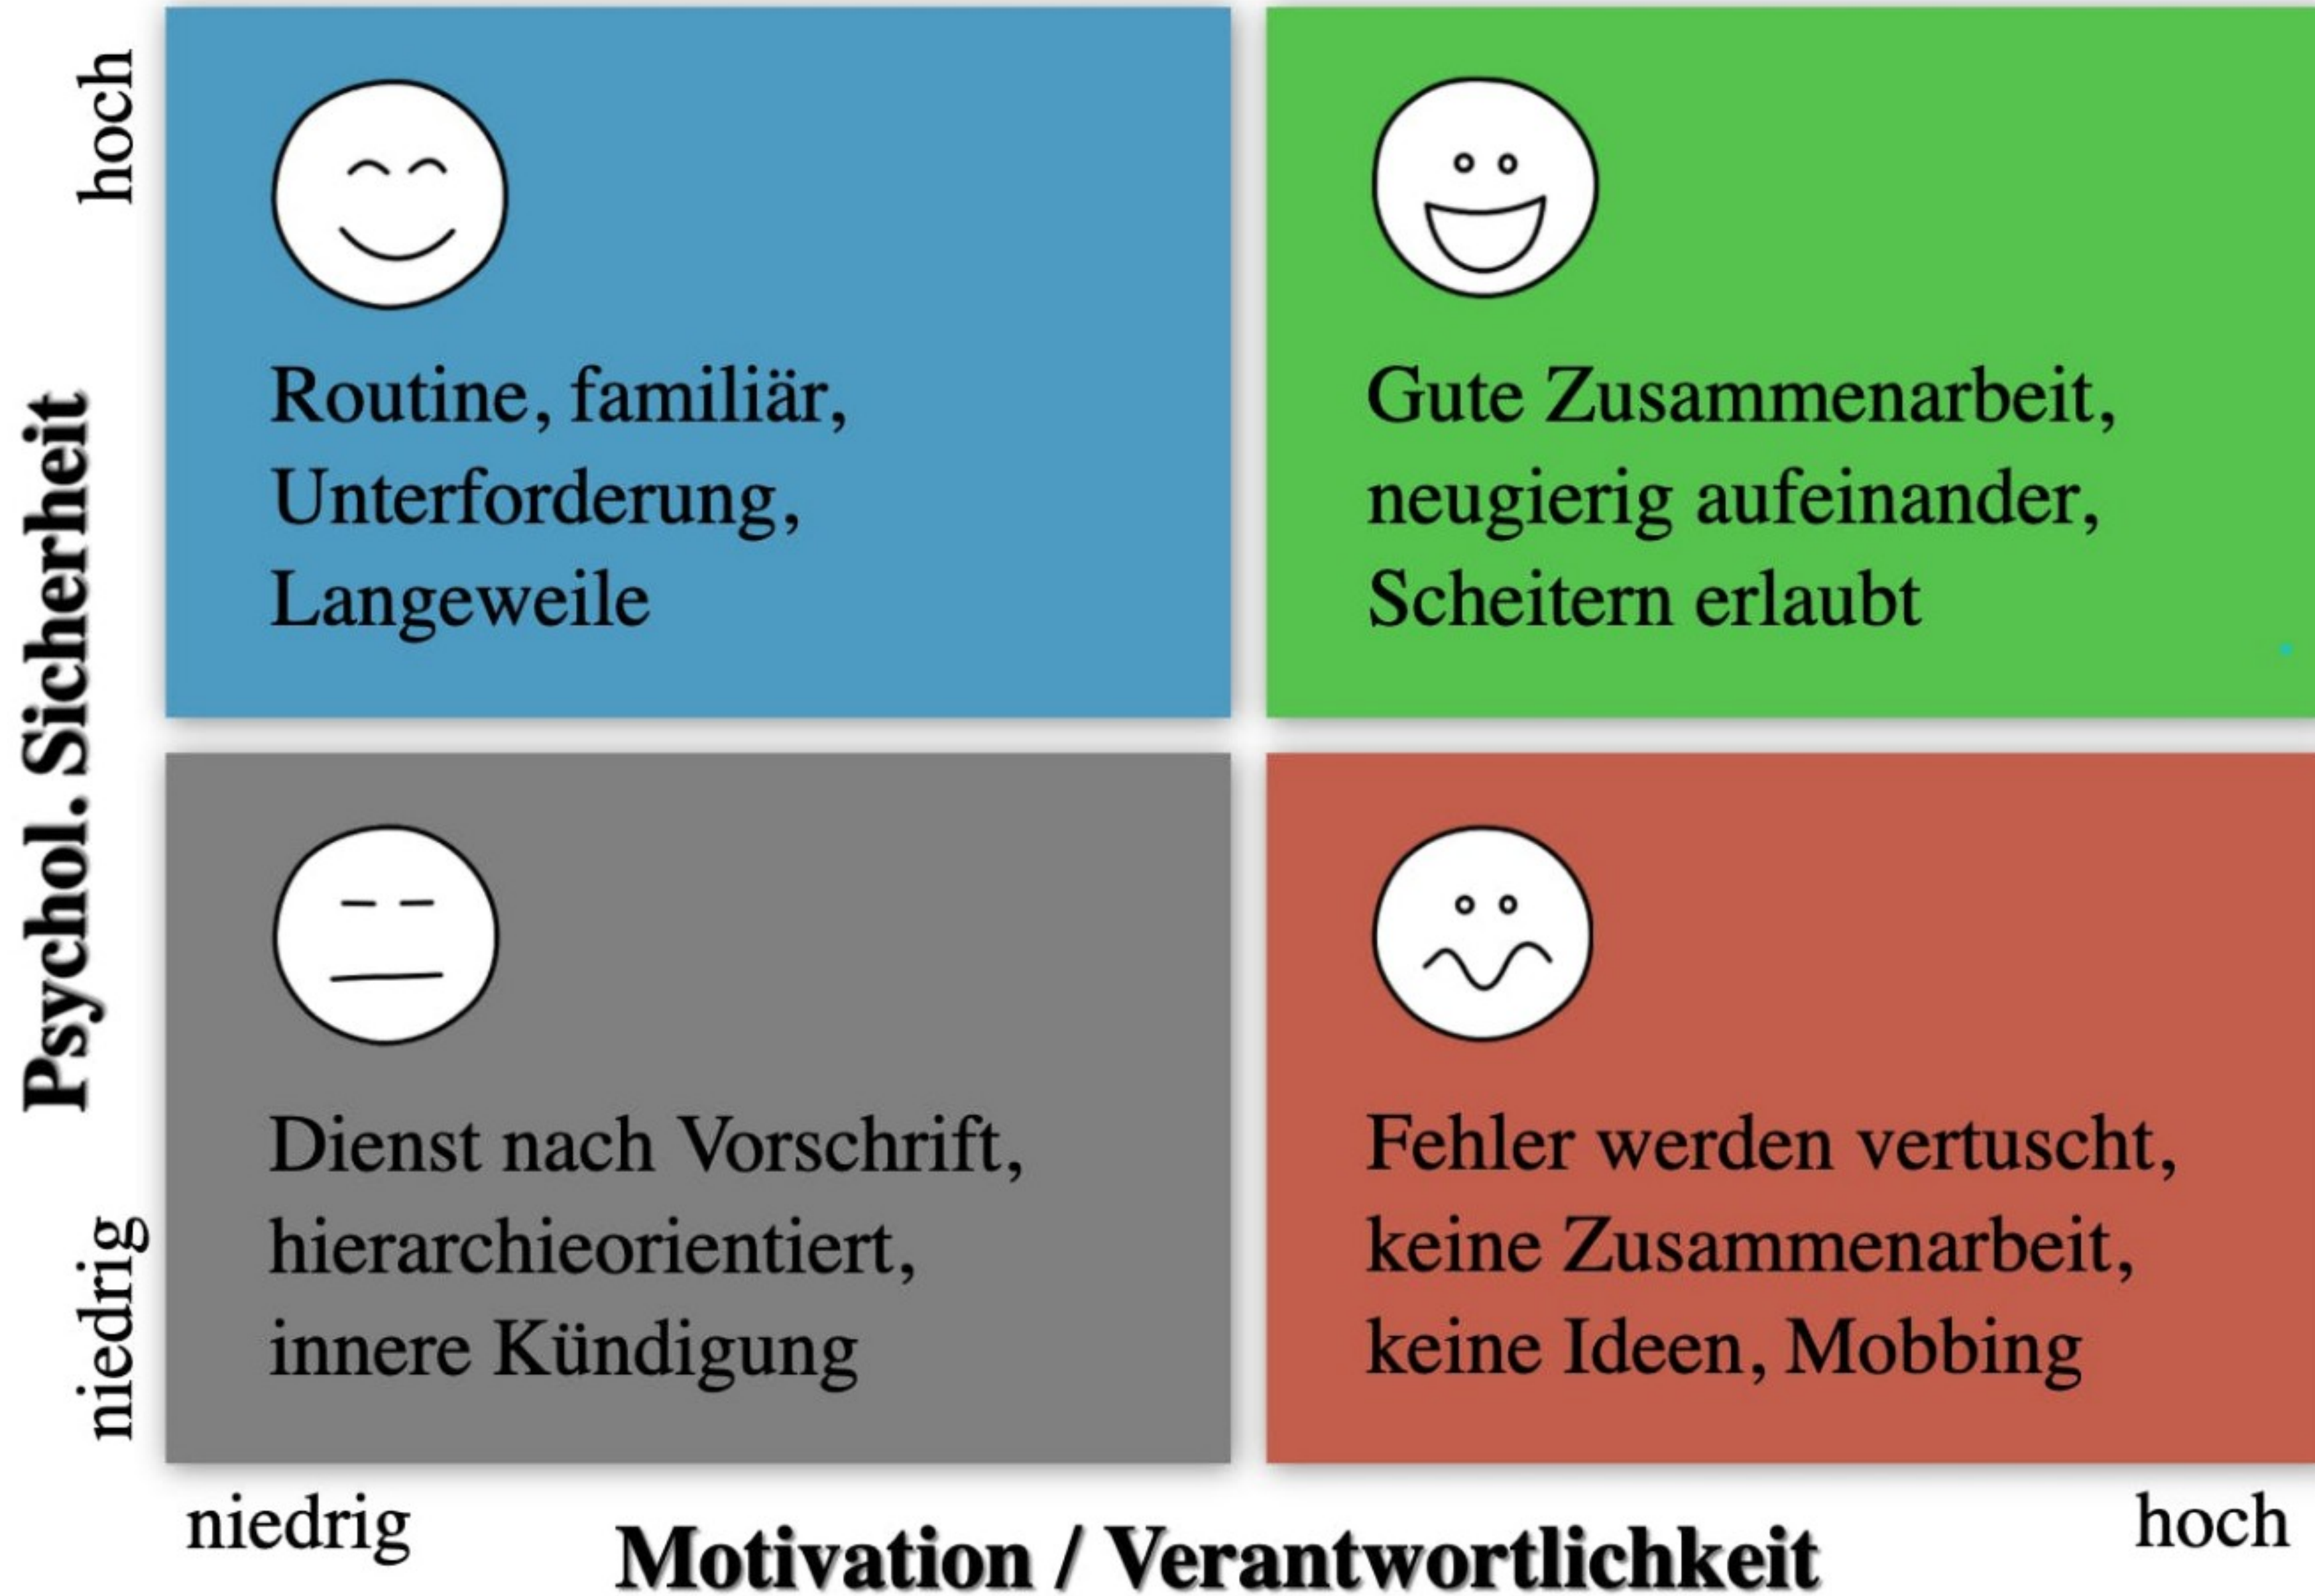 hoch
Psychol. Sicherheit
niedrig
Routine, familiär,
Unterforderung,
Langeweile
Gute Zusammenarbeit,
neugierig aufeinander,
Scheitern erlaubt
Dienst nach Vorschrift,
hierarchieorientiert,
innere Kündigung
Fehler werden vertuscht,
keine Zusammenarbeit,
keine Ideen, Mobbing
niedrig
Motivation / Verantwortlichkeit
hoch